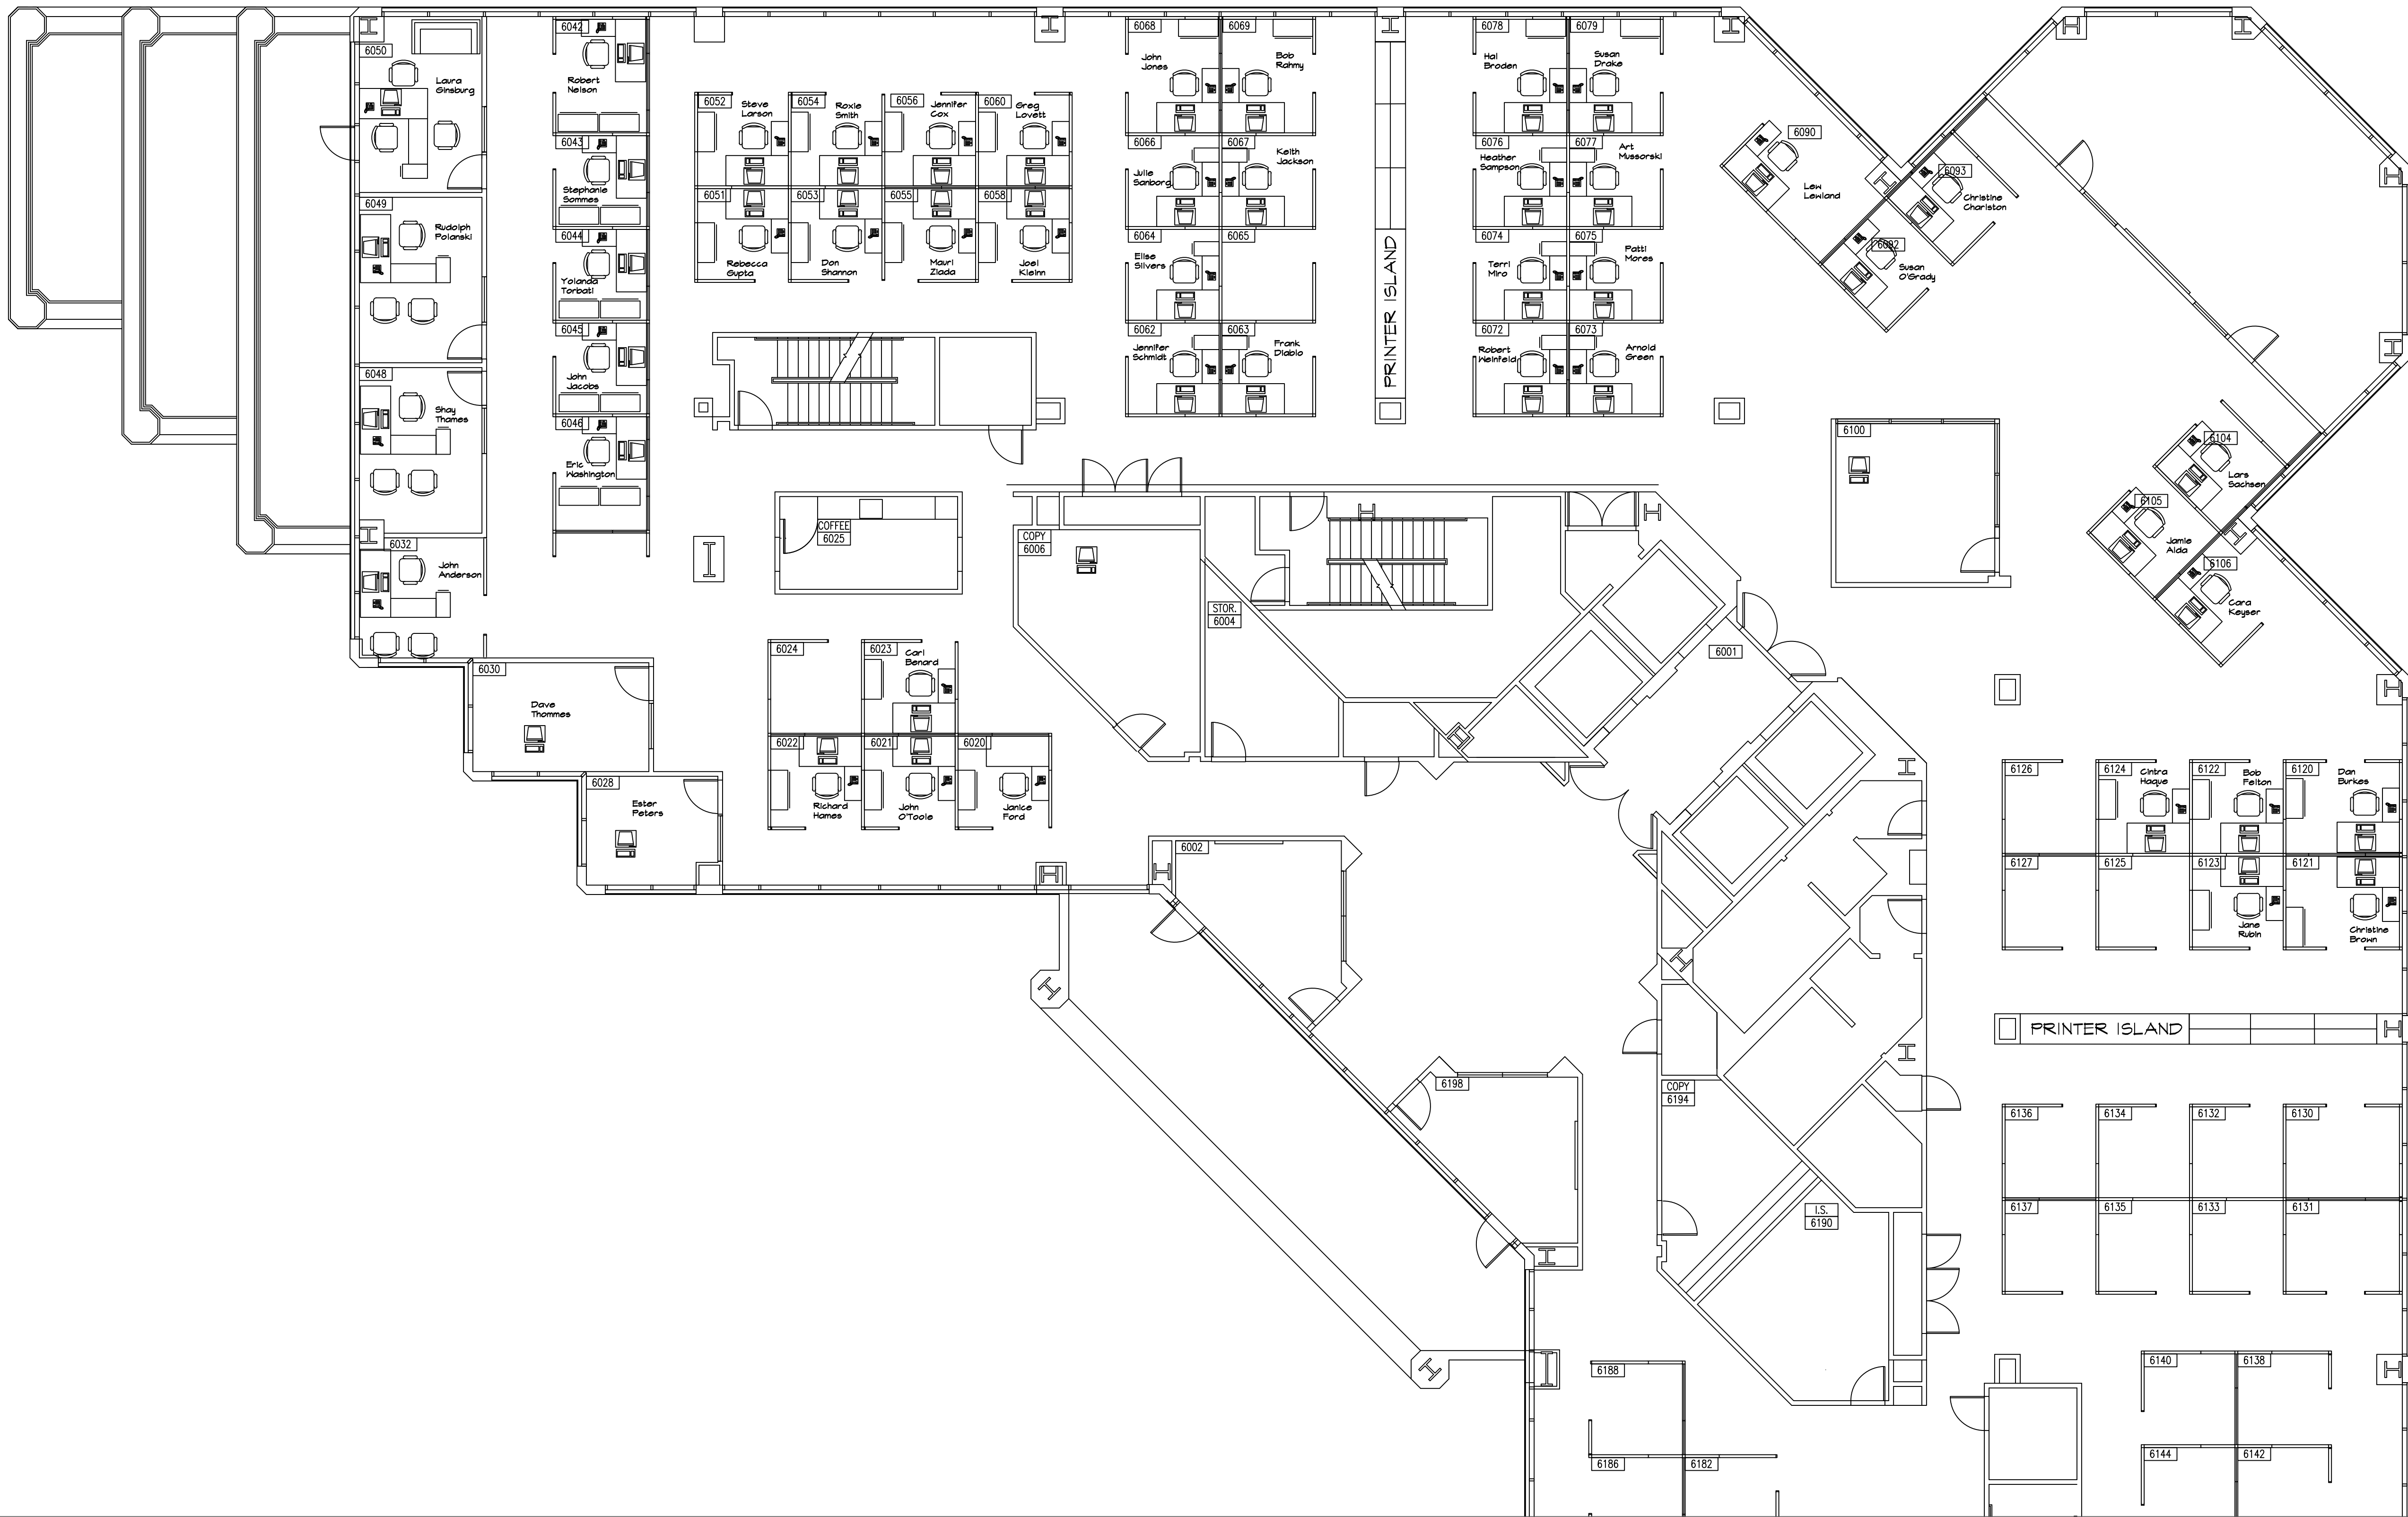 6050
Laura
Ginsburg
6049
Rudolph
Polanski
6048
Shay
Thames
6032
John
Anderson
6042
Robert
Nelson
6043
Stephanie
Sommes
6044
Yolanda
Torbati
6045
John
Jacobs
6046
Eric
Washington
6052
Steve
Larson
6054
Roxie
Smith
6056
Jennifer
Cox
6060
Greg
Lovett
6051
Rebecca
Gupta
6053
Don
Shannon
6055
Mauri
Ziada
6058
Joel
Kleinn
6068
John
Jones
6069
Bob
Rahmy
6066
Julie
Sanborg
6067
Keith
Jackson
6064
Elise
Silvers
6065
6062
Jennifer
Schmidt
6063
Frank
Diablo
PRINTER ISLAND
6078
Hal
Broden
6079
Susan
Drake
6076
Heather
Sampson
6077
Art
Mussorski
6074
Terri
Miro
6075
Patti
Mores
6072
Robert
Weinfeld
6073
Arnold
Green
6090
Lew
Lewland
6093
Christine
Charlston
6092
Susan
O'Grady
6100
6104
Lars
Sachsen
6105
Jamie
Alda
6106
Cara
Keyser
COFFEE
6025
COPY
6006
STOR.
6004
6001
6030
Dave
Thommes
6028
Ester
Peters
6024
6023
Carl
Benard
6022
Richard
Hames
6021
John
O'Toole
6020
Janice
Ford
6002
6198
COPY
6194
I.S.
6190
6126
6124
Cintra
Haque
6122
Bob
Felton
6120
Dan
Burkes
6127
6125
6123
Jane
Rubin
6121
Christine
Brown
PRINTER ISLAND
6136
6134
6132
6130
6137
6135
6133
6131
6188
6186
6182
6140
6138
6144
6142